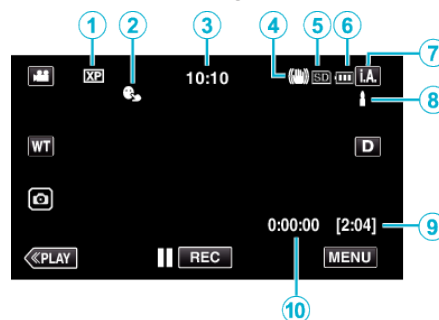 1 2 3 4 5 6 7
XP 10:10 SD i.A.
8
WT D
0:00:00 [2:04] 9
≪PLAY REC MENU
10